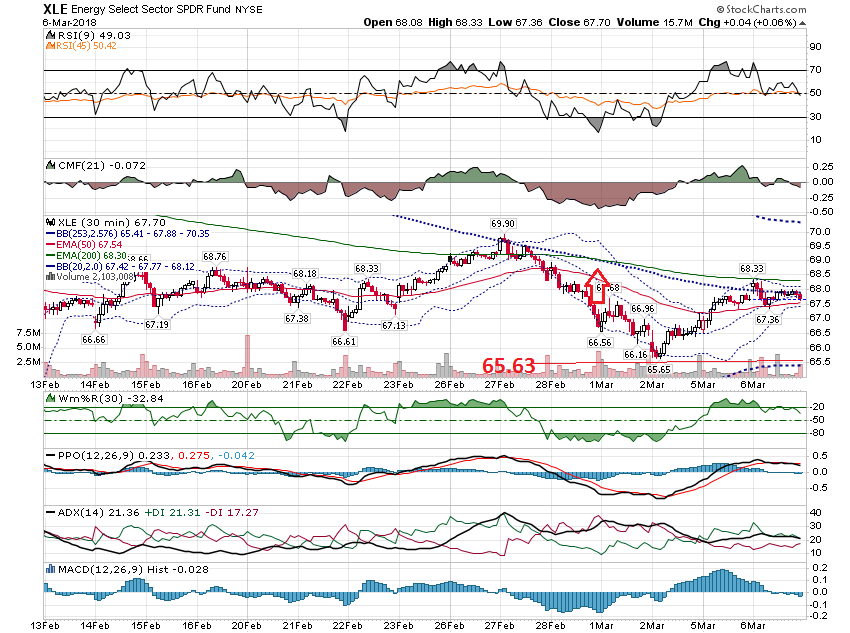 XLE Energy Select Sector SPDR Fund NYSE © StockCharts.com
6-Mar-2018 Open 68.08 High 68.33 Low 67.36 Close 67.70 Volume 15.7M Chg +0.04 (+0.06%)
RSI(9) 49.03
RSI(45) 50.42
90
70
50
30
10
CMF(21) -0.072
0.25
0.00
-0.25
-0.50
XLE (30 min) 67.70
BB(253,2.576) 65.41 - 67.88 - 70.35
EMA(50) 67.54
EMA(200) 68.30
BB(20,2.0) 67.42 - 67.77 - 68.12
Volume 2,103,008
69.90
68.66
68.76
68.18
68.33
68.33
66.96
66.66
67.19
67.38
66.61
67.13
66.56
66.16
65.65
67.36
65.63
70.0
69.5
69.0
68.5
68.0
67.5
67.0
66.5
66.0
65.5
7.5M
5.0M
2.5M
13Feb 14Feb 15Feb 16Feb 20Feb 21Feb 22Feb 23Feb 26Feb 27Feb 28Feb 1Mar 2Mar 5Mar 6Mar
Wm%R(30) -32.84
-20
-50
-80
PPO(12,26,9) 0.233, 0.275, -0.042
0.5
0.0
-0.5
ADX(14) 21.36 +DI 21.31 -DI 17.27
40
30
20
10
MACD(12,26,9) Hist -0.028
0.2
0.1
0.0
-0.1
-0.2
13Feb 14Feb 15Feb 16Feb 20Feb 21Feb 22Feb 23Feb 26Feb 27Feb 28Feb 1Mar 2Mar 5Mar 6Mar